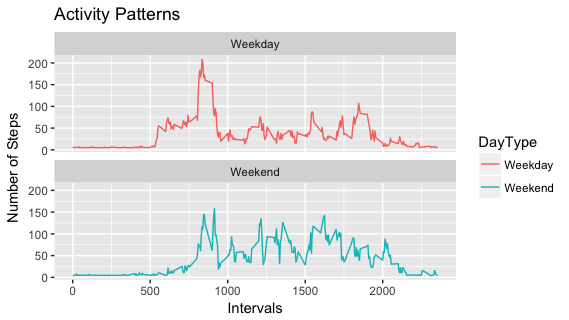 Activity Patterns
Weekday
200
150
100
50
0
Number of Steps
Weekend
200
150
100
50
0
0 500 1000 1500 2000
Intervals
DayType
Weekday
Weekend